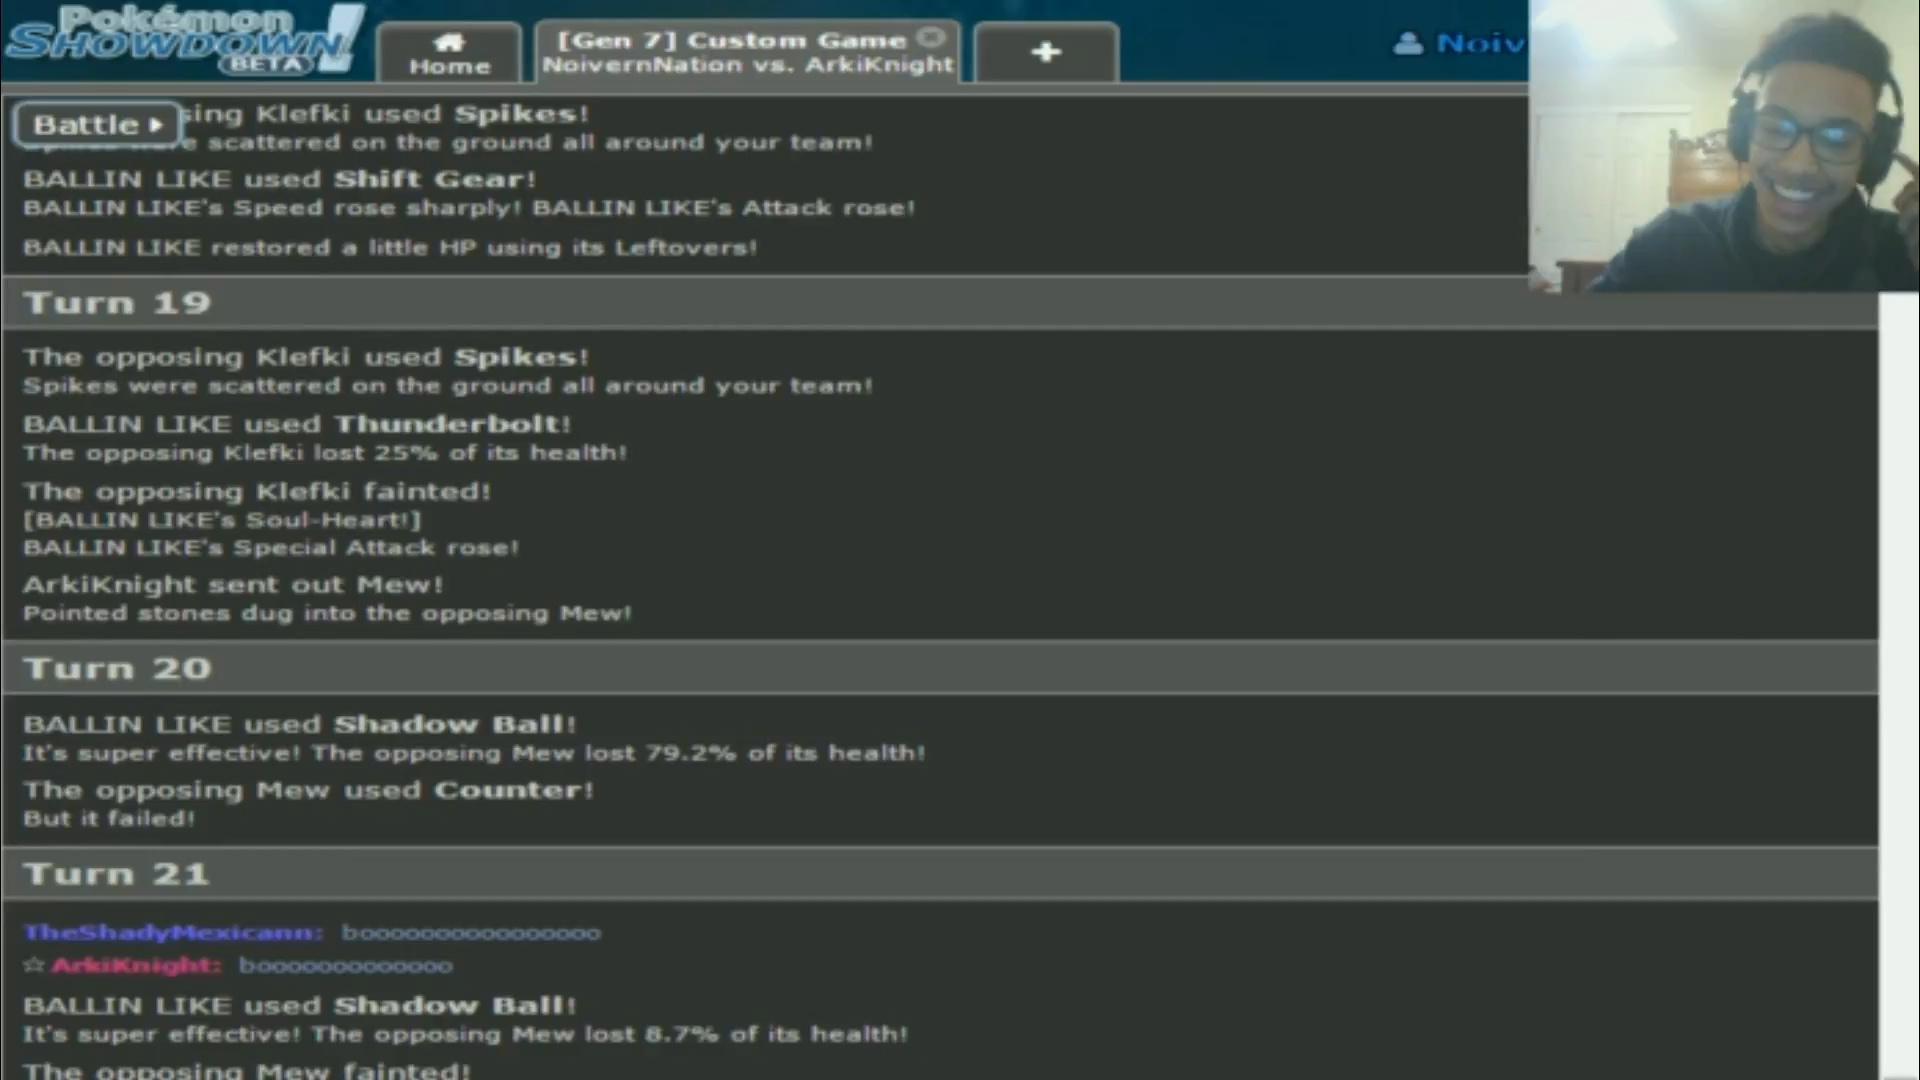 Pokémon
SHOWDOWN!
BETA
Home
[Gen 7] Custom Game
NoivernNation vs. ArkiKnight
+
Noiv
Battle
sing Klefki used Spikes!
scattered on the ground all around your team!
BALLIN LIKE used Shift Gear!
BALLIN LIKE's Speed rose sharply! BALLIN LIKE's Attack rose!
BALLIN LIKE restored a little HP using its Leftovers!
Turn 19
The opposing Klefki used Spikes!
Spikes were scattered on the ground all around your team!
BALLIN LIKE used Thunderbolt!
The opposing Klefki lost 25% of its health!
The opposing Klefki fainted!
[BALLIN LIKE's Soul-Heart!]
BALLIN LIKE's Special Attack rose!
ArkiKnight sent out Mew!
Pointed stones dug into the opposing Mew!
Turn 20
BALLIN LIKE used Shadow Ball!
It's super effective! The opposing Mew lost 79.2% of its health!
The opposing Mew used Counter!
But it failed!
Turn 21
TheShadyMexicann: booooooooooooooooo
☆ArkiKnight: boooooooooooooo
BALLIN LIKE used Shadow Ball!
It's super effective! The opposing Mew lost 8.7% of its health!
The opposing Mew fainted!